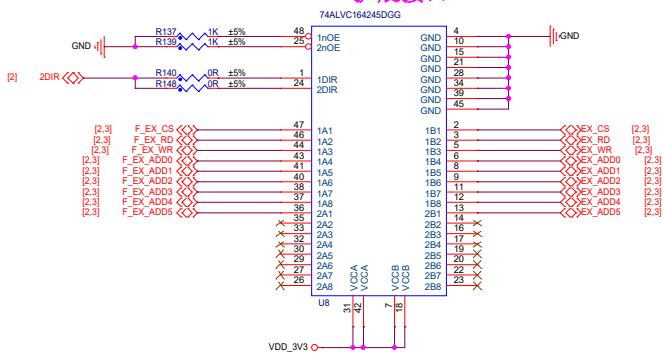 74ALVC164245DGG
R137 1K ±5% 48 1nOE GND 4
R139 1K ±5% 25 2nOE GND 10
GND GND
GND 15
GND 21
[2] 2DIR R140 0R ±5% 1 1DIR GND 28
R148 0R ±5% 24 2DIR GND 34
GND 39
GND 45
[2,3] F_EX_CS 47 1A1 1B1 2 EX_CS [2,3]
[2,3] F_EX_RD 46 1A2 1B2 3 EX_RD [2,3]
[2,3] F_EX_WR 44 1A3 1B3 5 EX_WR [2,3]
[2,3] F_EX_ADD0 43 1A4 1B4 6 EX_ADD0 [2,3]
[2,3] F_EX_ADD1 41 1A5 1B5 8 EX_ADD1 [2,3]
[2,3] F_EX_ADD2 40 1A6 1B6 9 EX_ADD2 [2,3]
[2,3] F_EX_ADD3 38 1A7 1B7 11 EX_ADD3 [2,3]
[2,3] F_EX_ADD4 37 1A8 1B8 12 EX_ADD4 [2,3]
[2,3] F_EX_ADD5 36 2A1 2B1 13 EX_ADD5 [2,3]
35 2A2 2B2 14
33 2A3 2B3 16
32 2A4 2B4 17
30 2A5 2B5 19
29 2A6 2B6 20
27 2A7 2B7 22
26 2A8 2B8 23
VCCA VCCA VCCB VCCB
U8
31 42 7 18
VDD_3V3